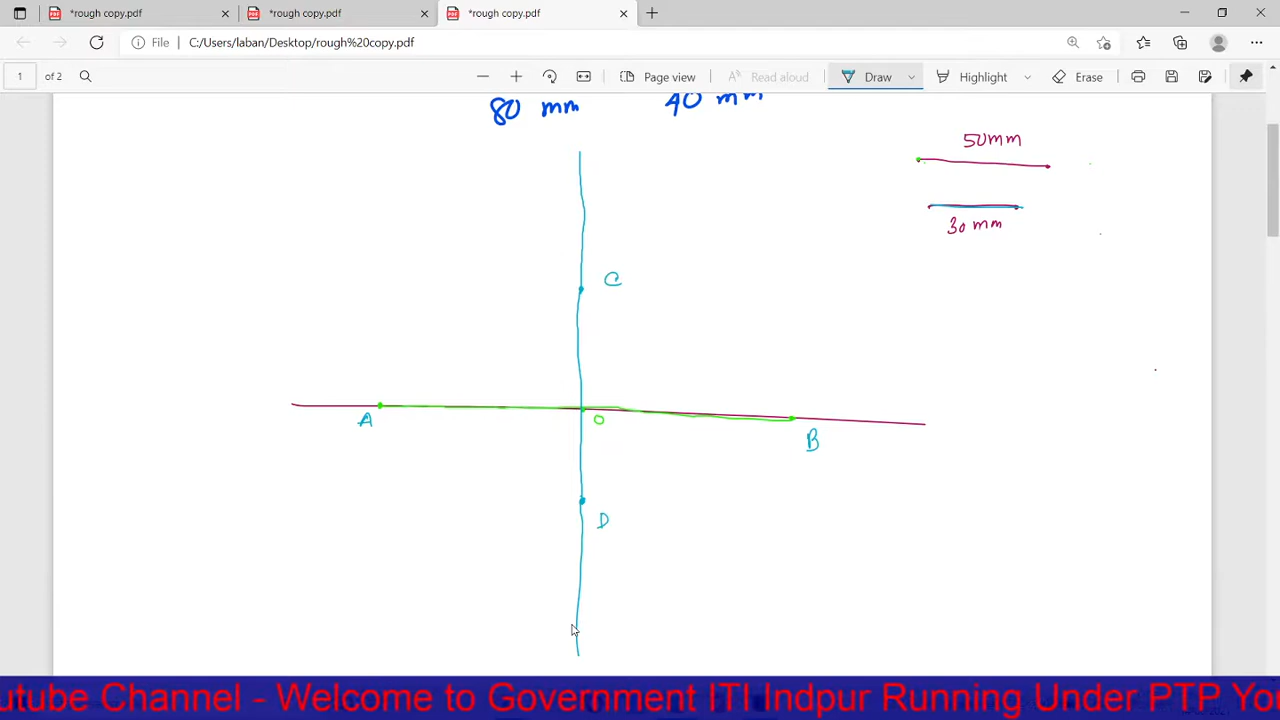 *rough copy.pdf
*rough copy.pdf
*rough copy.pdf
File C:/Users/laban/Desktop/rough%20copy.pdf
1 of 2
Page view
Read aloud
Draw
Highlight
Erase
80 mm 40 mm
50mm
30 mm
C
A
O
B
D
utube Channel - Welcome to Government ITI Indpur Running Under PTP You